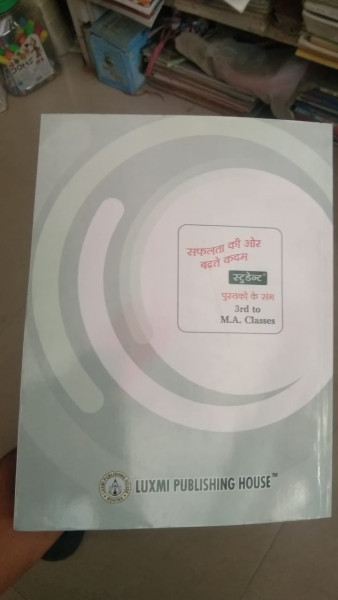 सफलता की ओर
बढ़ते कदम
स्टुडेन्ट
पुस्तकों के संग
3rd to
M.A. Classes
LUXMI PUBLISHING HOUSE™